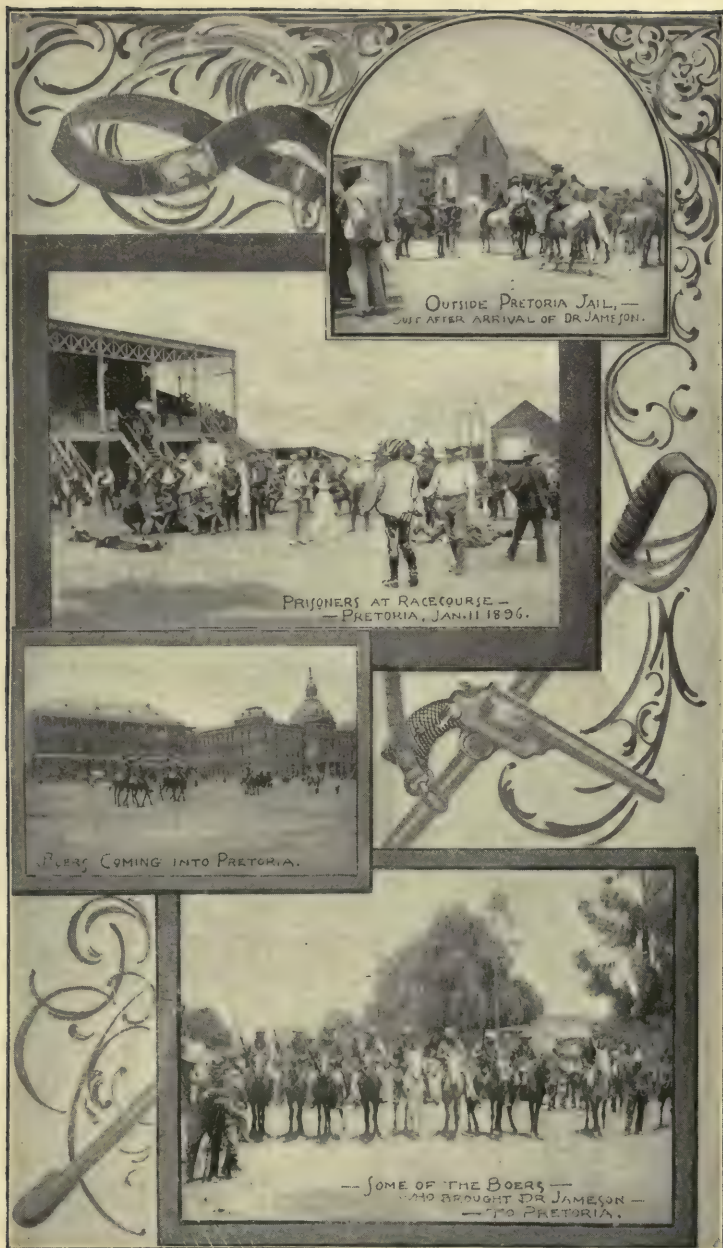 OUTSIDE PRETORIA JAIL, —
JUST AFTER ARRIVAL OF DR JAMESON.
PRISONERS AT RACECOURSE —
— PRETORIA, JAN. 11 1896.
BOERS COMING INTO PRETORIA.
— SOME OF THE BOERS —
WHO BROUGHT DR JAMESON —
— TO PRETORIA.